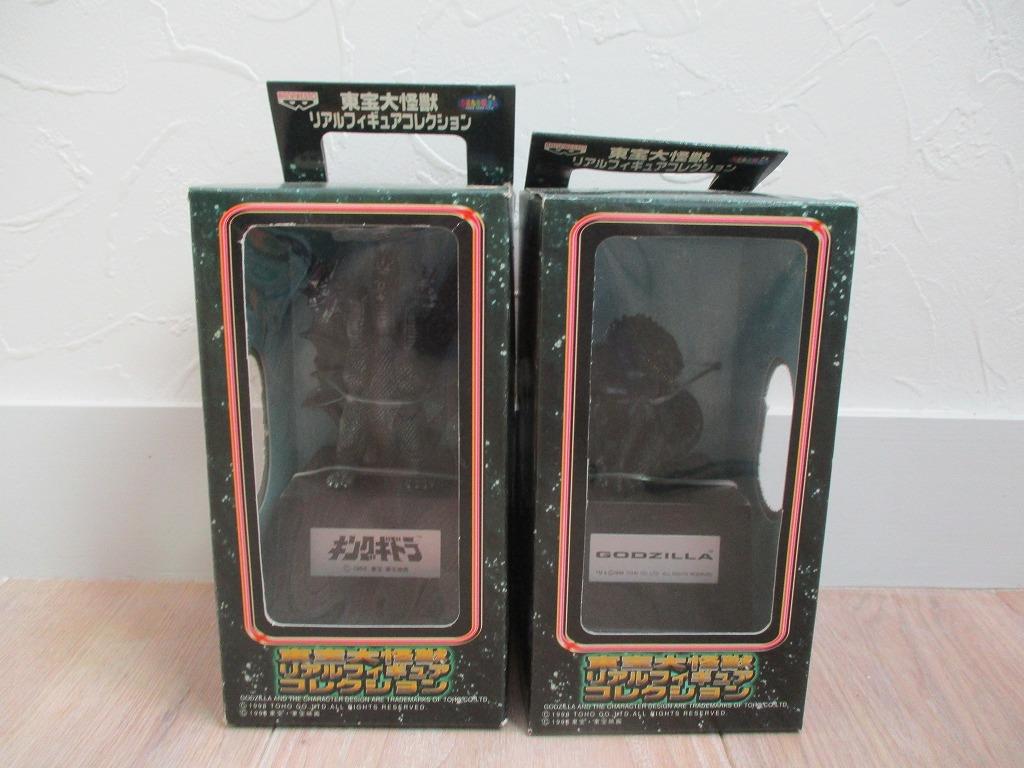 BANPRESTO
東宝大怪獣
リアルフィギュアコレクション
キングギドラ
GODZILLA AND THE CHARACTER DESIGN ARE TRADEMARKS OF TOHO CO.,LTD.
©1998 TOHO CO.,LTD. ALL RIGHTS RESERVED.
東宝大怪獣
リアルフィギュア
コレクション
東宝大怪獣
リアルフィギュアコレクション
GODZILLA
東宝大怪獣
リアルフィギュア
コレクション
GODZILLA AND THE CHARACTER DESIGN ARE TRADEMARKS OF TOHO CO.,LTD.
©1998 TOHO CO.,LTD. ALL RIGHTS RESERVED.